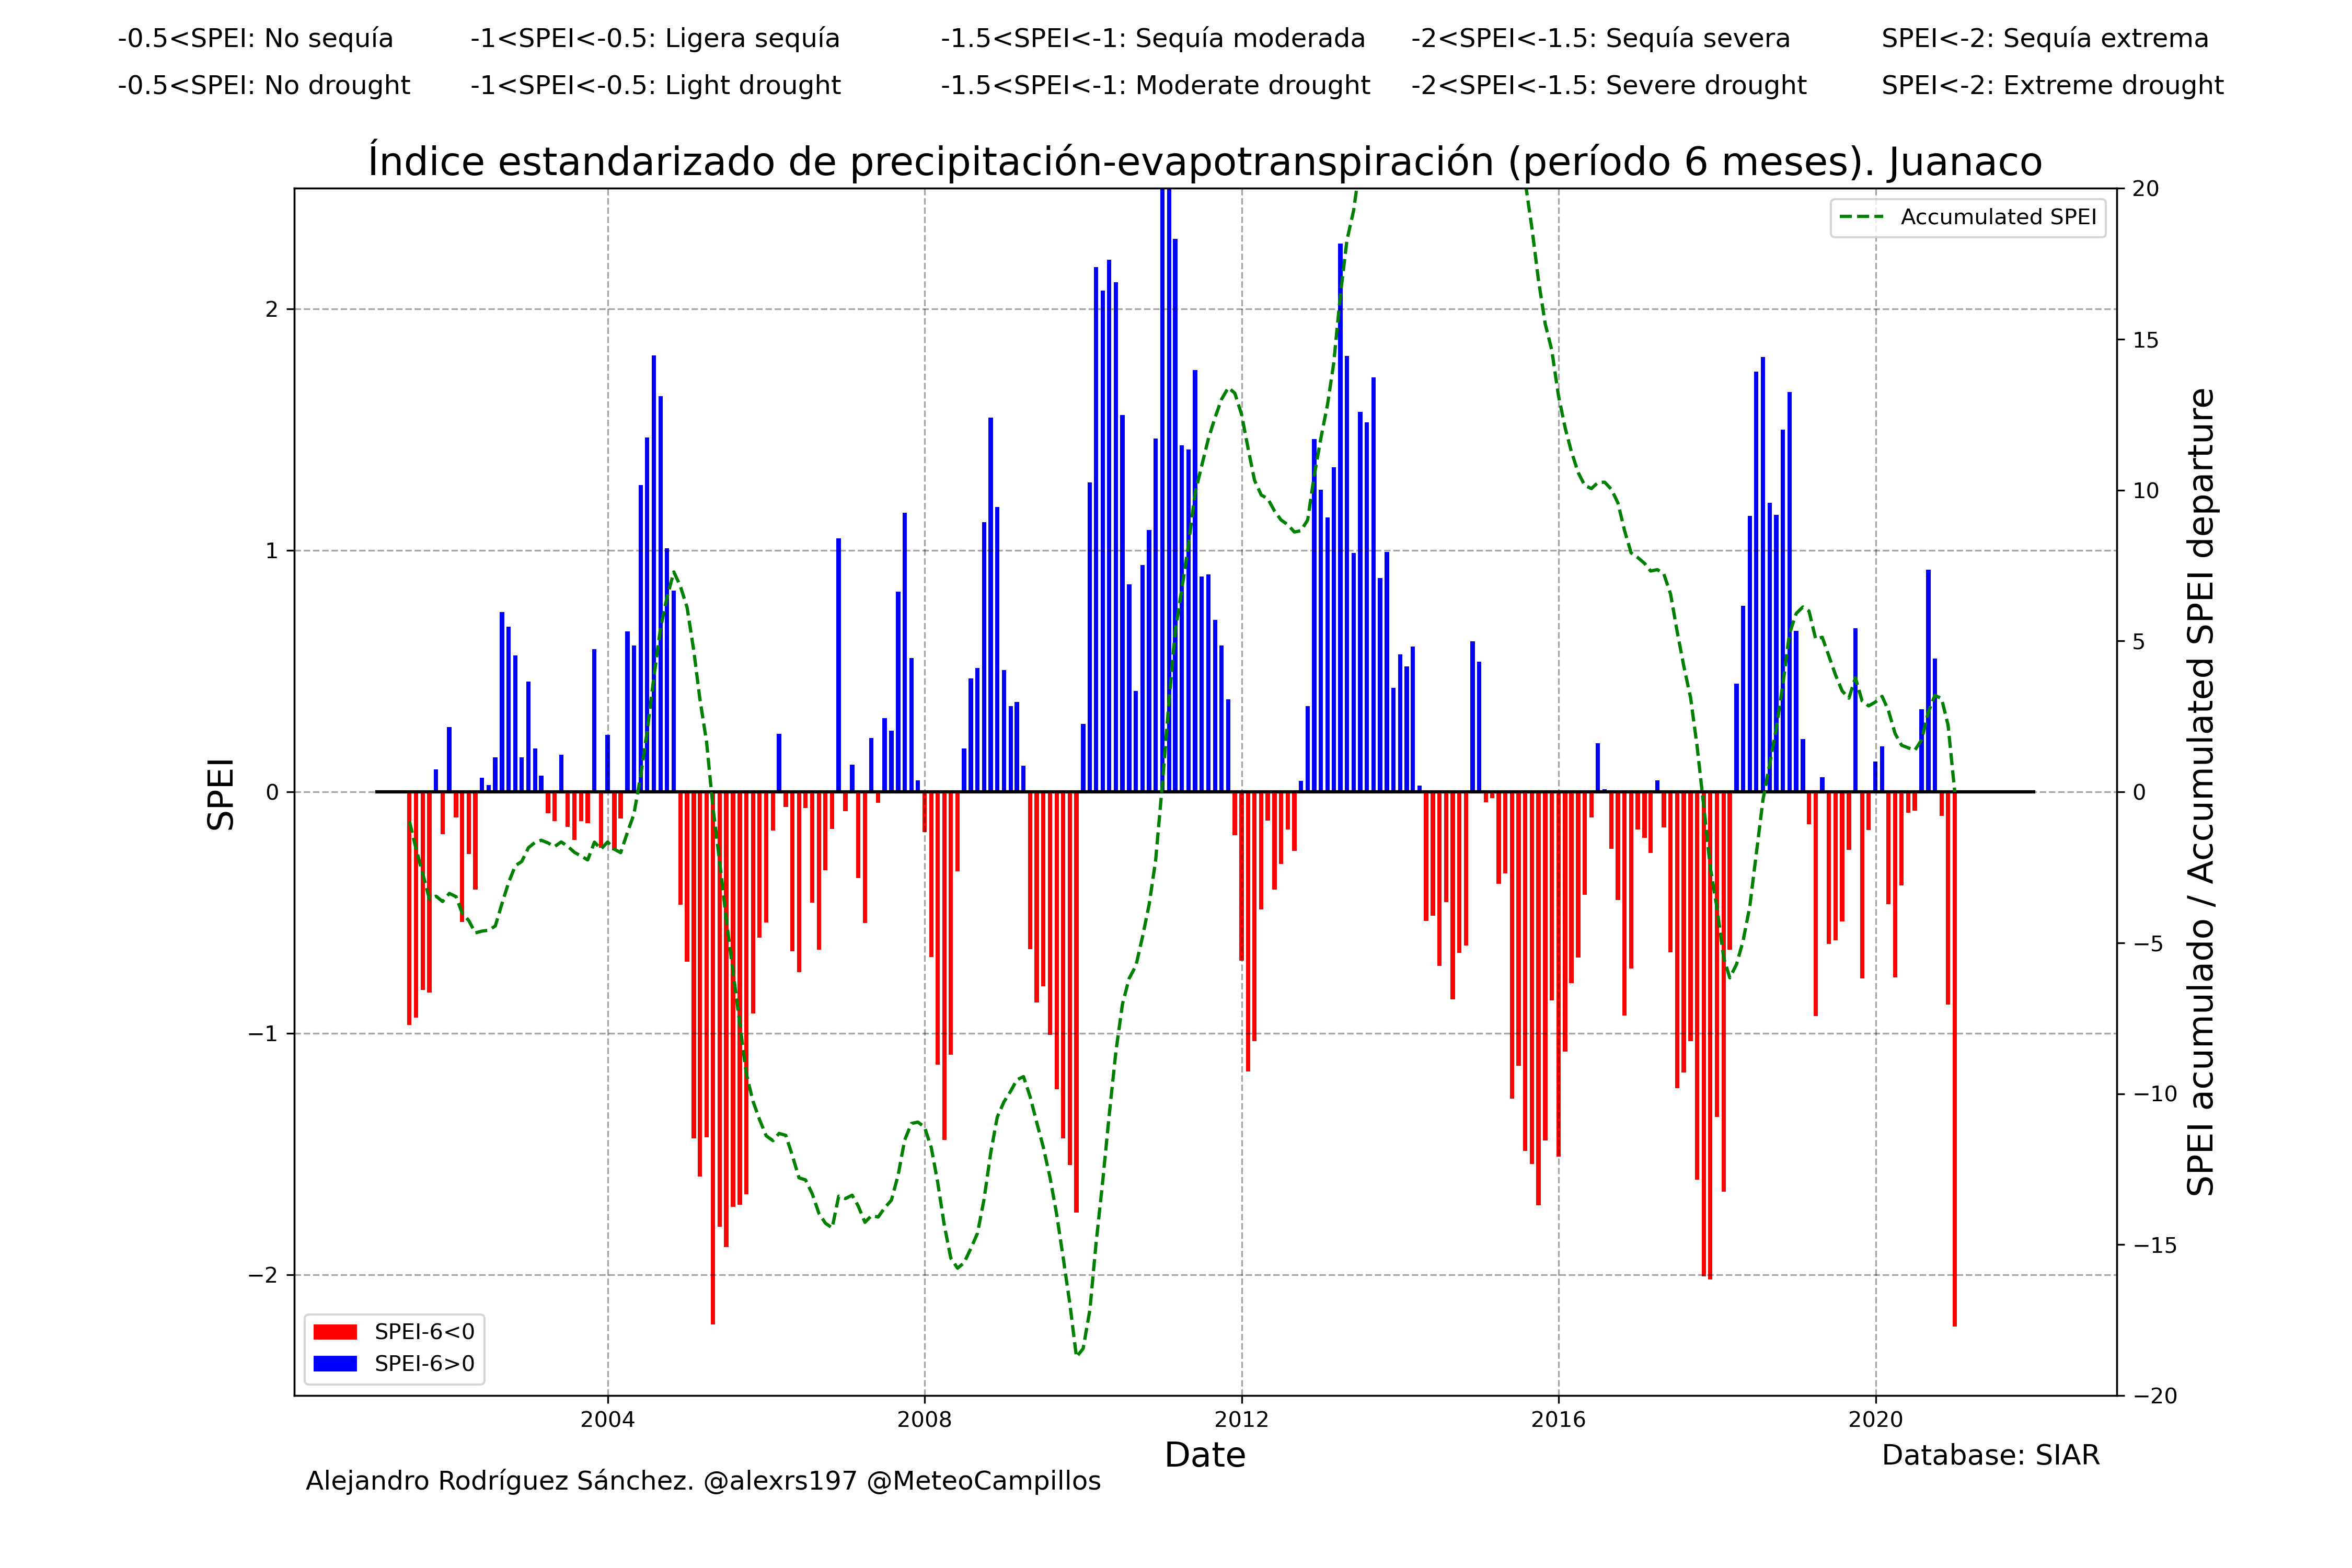 -0.5<SPEI: No sequía -1<SPEI<-0.5: Ligera sequía -1.5<SPEI<-1: Sequía moderada -2<SPEI<-1.5: Sequía severa SPEI<-2: Sequía extrema
-0.5<SPEI: No drought -1<SPEI<-0.5: Light drought -1.5<SPEI<-1: Moderate drought -2<SPEI<-1.5: Severe drought SPEI<-2: Extreme drought
Índice estandarizado de precipitación-evapotranspiración (período 6 meses). Juanaco
Accumulated SPEI
SPEI
2
1
0
−1
−2
20
15
10
5
0
−5
−10
−15
−20
SPEI acumulado / Accumulated SPEI departure
SPEI-6<0
SPEI-6>0
2004 2008 2012 2016 2020
Date
Database: SIAR
Alejandro Rodríguez Sánchez. @alexrs197 @MeteoCampillos